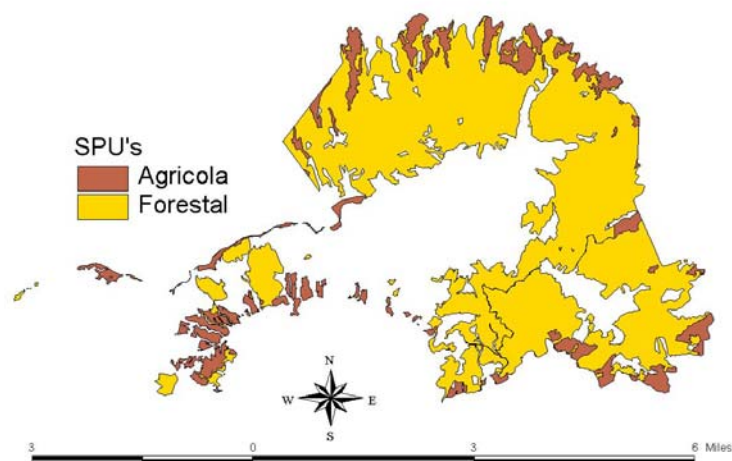 SPU's
Agricola
Forestal
N
W E
S
3 0 3 6 Miles